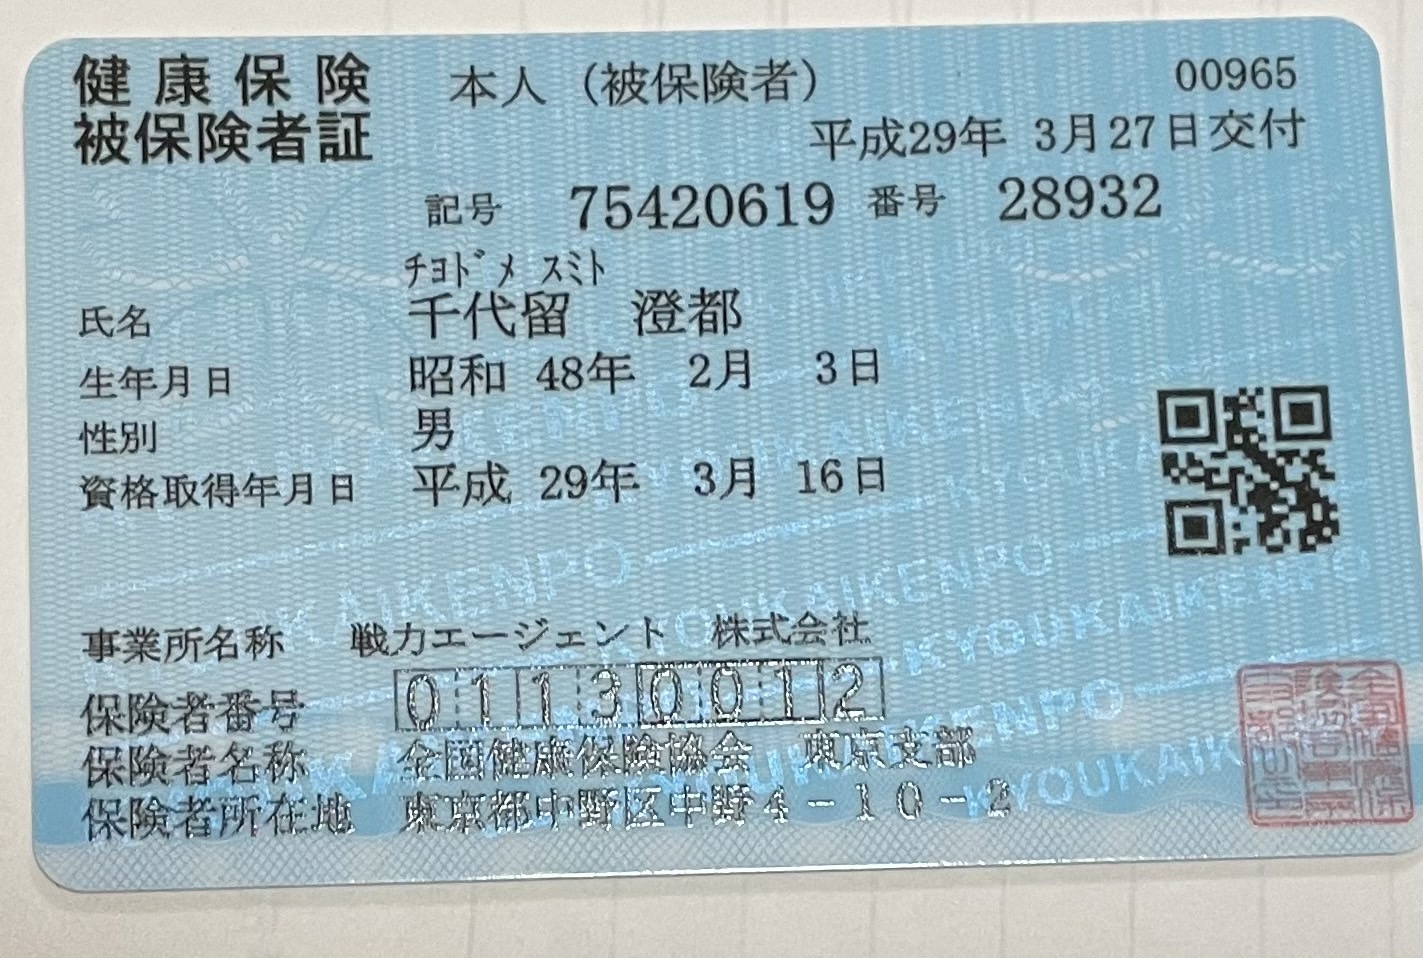 健康保険
被保険者証
本人（被保険者）
00965
平成29年 3月27日交付
記号 75420619 番号 28932
ﾁﾖﾄﾞﾒ ｽﾐﾄ
氏名 千代留 澄都
生年月日 昭和 48年 2月 3日
性別 男
資格取得年月日 平成 29年 3月 16日
事業所名称 戦力エージェント 株式会社
保険者番号 01130012
保険者名称 全国健康保険協会 東京支部
保険者所在地 東京都中野区中野4-10-2
KYOUKAIKENPO